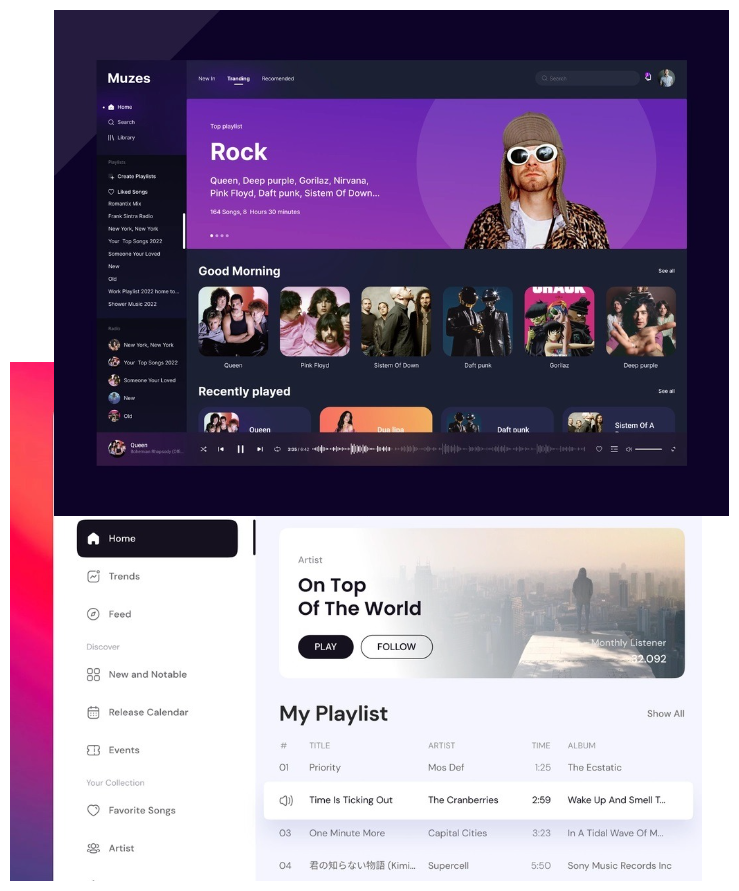 Muzes
New In Tranding Recomended
Search
Home
Search
Library
Playlists
Create Playlists
Liked Songs
Romantix Mix
Frank Sintra Radio
New York, New York
Your Top Songs 2022
Someone Your Loved
New
Old
Work Playlist 2022 home to...
Shower Music 2022
Radio
New York, New York
Your Top Songs 2022
Someone Your Loved
New
Old
Top playlist
Rock
Queen, Deep purple, Gorilaz, Nirvana,
Pink Floyd, Daft punk, Sistem Of Down...
164 Songs, 8 Hours 30 minutes
Good Morning See all
Queen Pink Floyd Sistem Of Down Daft punk Gorillaz Deep purple
Recently played See all
Queen Dua lipa Daft punk Sistem Of A
Queen
3:25 / 6:42
Home
Trends
Feed
Discover
New and Notable
Release Calendar
Events
Your Collection
Favorite Songs
Artist
Artist
On Top
Of The World
PLAY FOLLOW
Monthly Listener
32.092
My Playlist Show All
# TITLE ARTIST TIME ALBUM
01 Priority Mos Def 1:25 The Ecstatic
Time Is Ticking Out The Cranberries 2:59 Wake Up And Smell T...
03 One Minute More Capital Cities 3:23 In A Tidal Wave Of M...
04 君の知らない物語 (Kimi... Supercell 5:50 Sony Music Records Inc